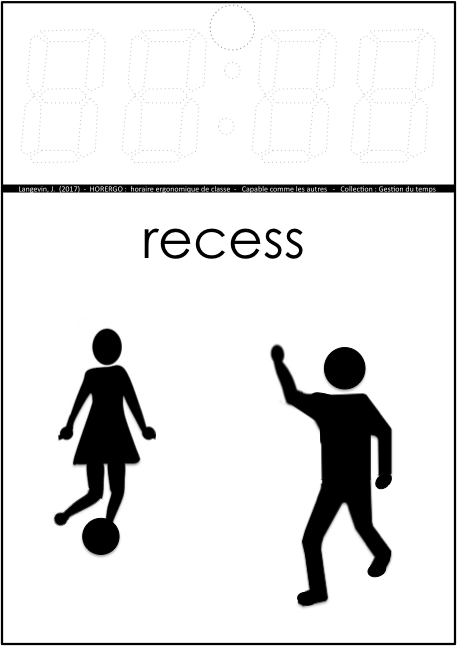 Langevin, J. (2017) - HORERGO : horaire ergonomique de classe - Capable comme les autres - Collection : Gestion du temps
recess